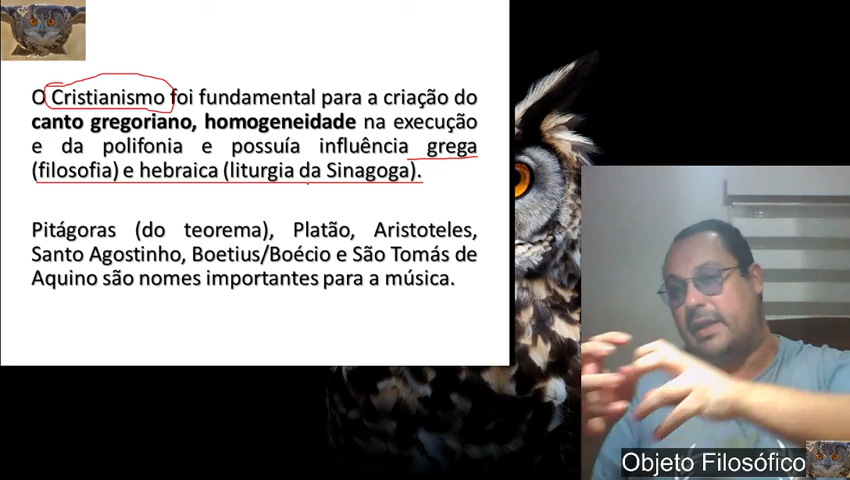 O Cristianismo foi fundamental para a criação do
canto gregoriano, homogeneidade na execução
e da polifonia e possuía influência grega
(filosofia) e hebraica (liturgia da Sinagoga).
Pitágoras (do teorema), Platão, Aristoteles,
Santo Agostinho, Boetius/Boécio e São Tomás de
Aquino são nomes importantes para a música.
Objeto Filosófico